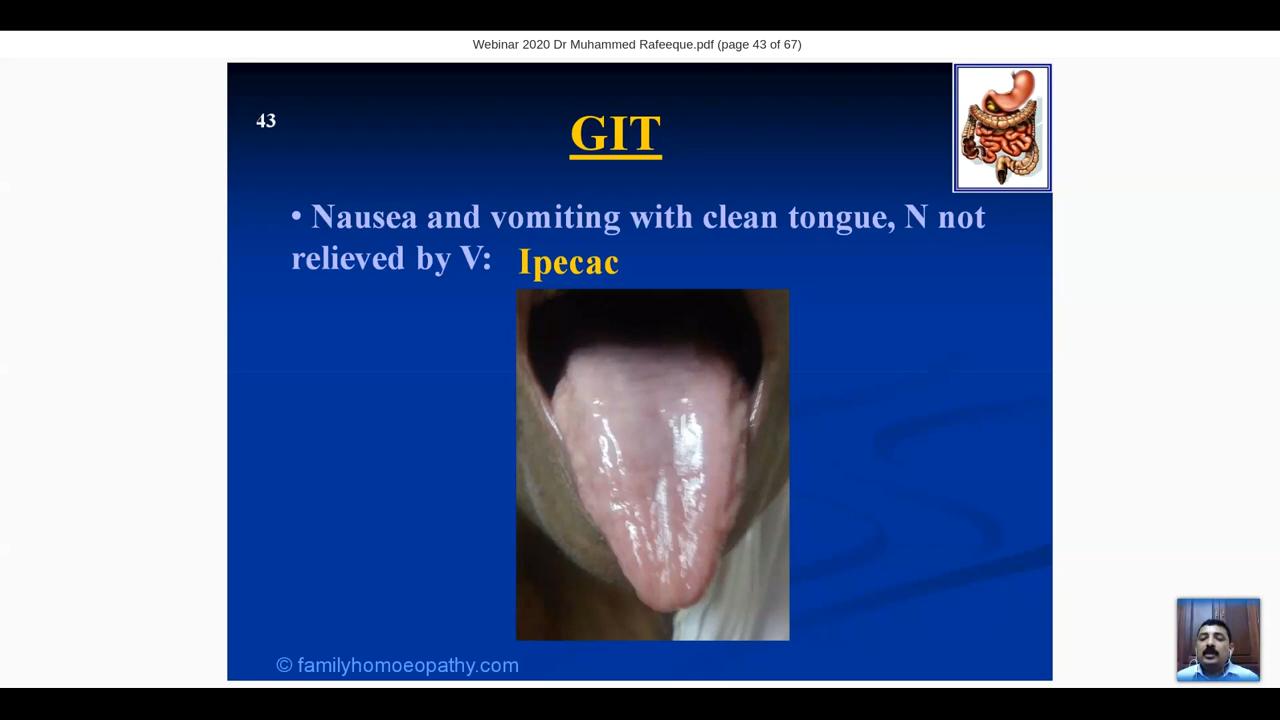 Webinar 2020 Dr Muhammed Rafeeque.pdf (page 43 of 67)
43
GIT
• Nausea and vomiting with clean tongue, N not
relieved by V: Ipecac
© familyhomoeopathy.com